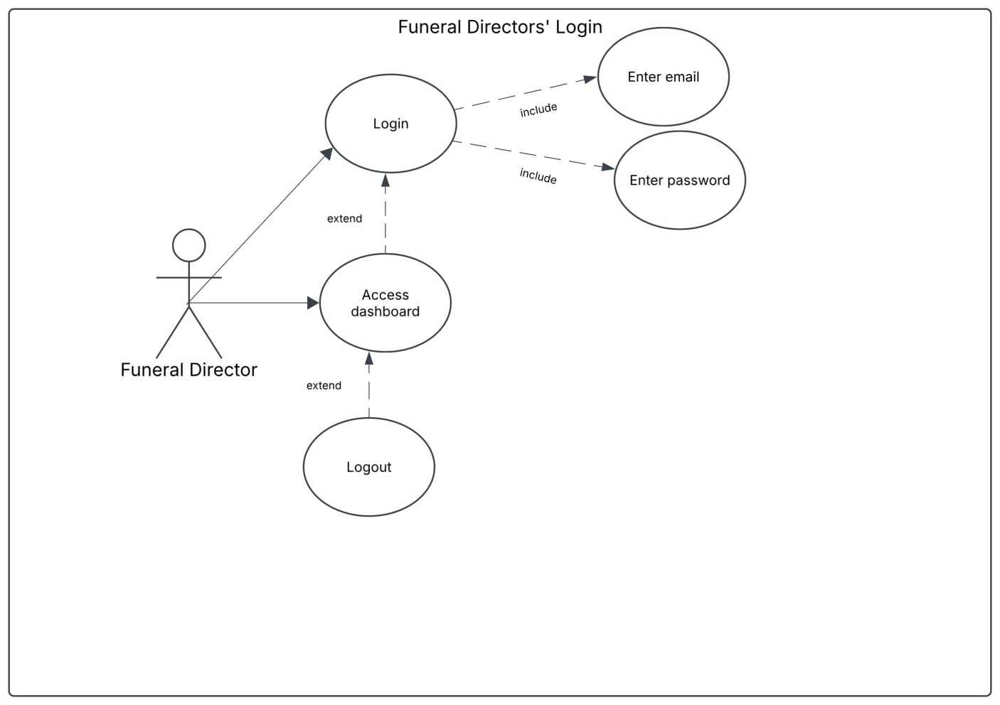 Funeral Directors' Login
Enter email
include
Login
Enter password
include
extend
Access
dashboard
Funeral Director
extend
Logout